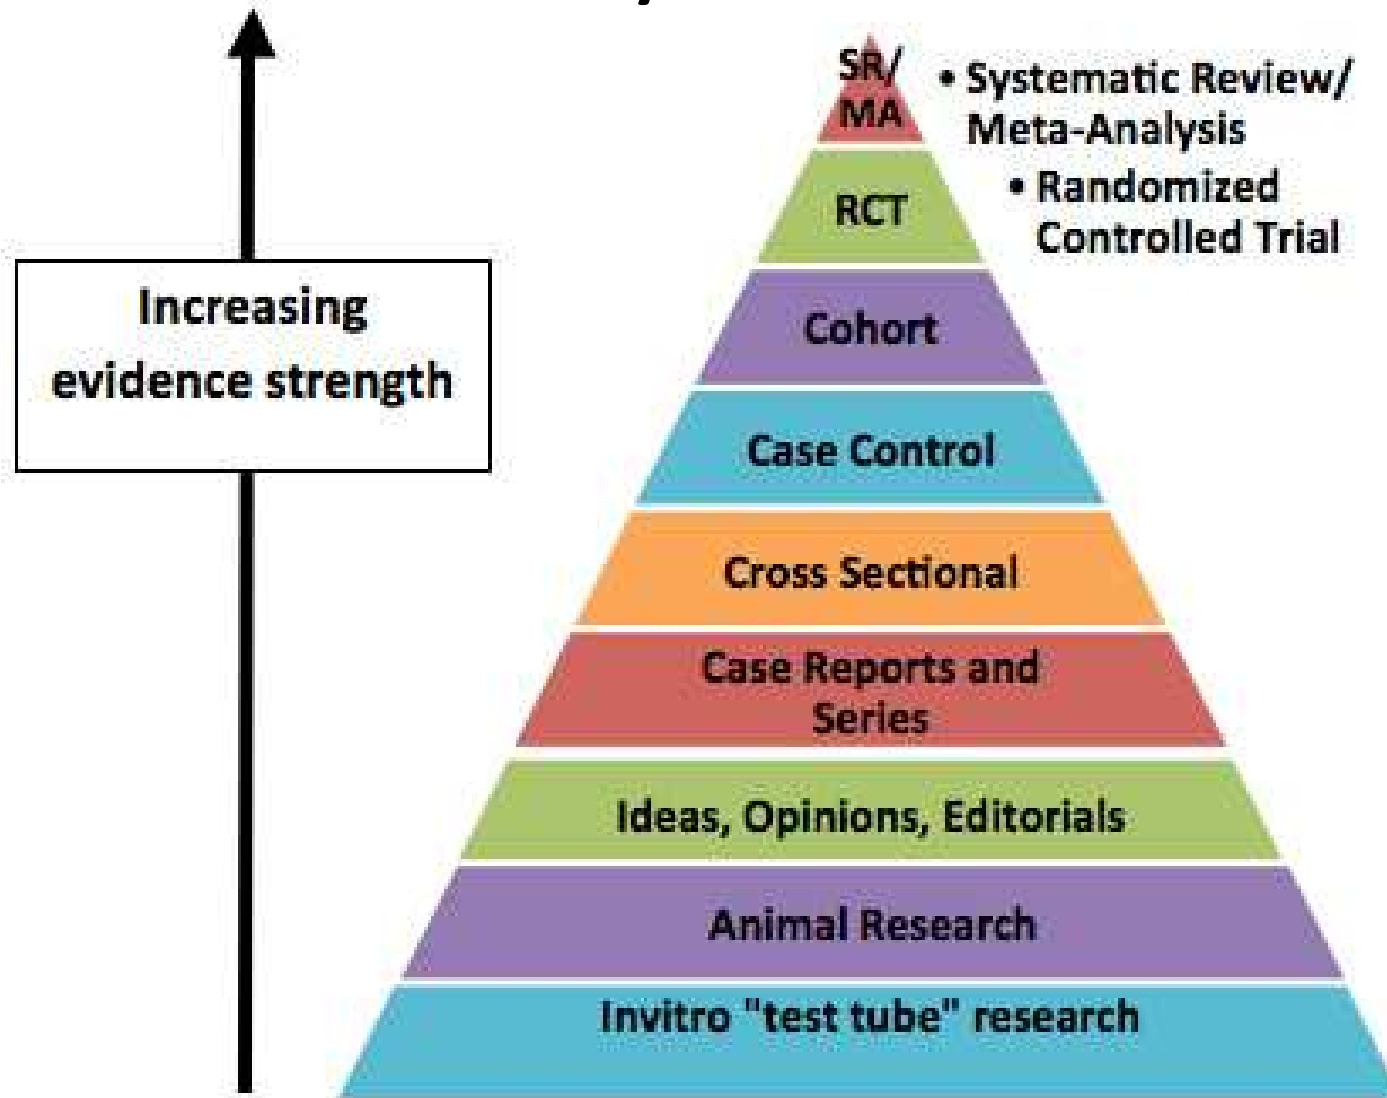 Increasing
evidence strength
SR/
MA
• Systematic Review/
Meta-Analysis
RCT
• Randomized
Controlled Trial
Cohort
Case Control
Cross Sectional
Case Reports and
Series
Ideas, Opinions, Editorials
Animal Research
Invitro "test tube" research